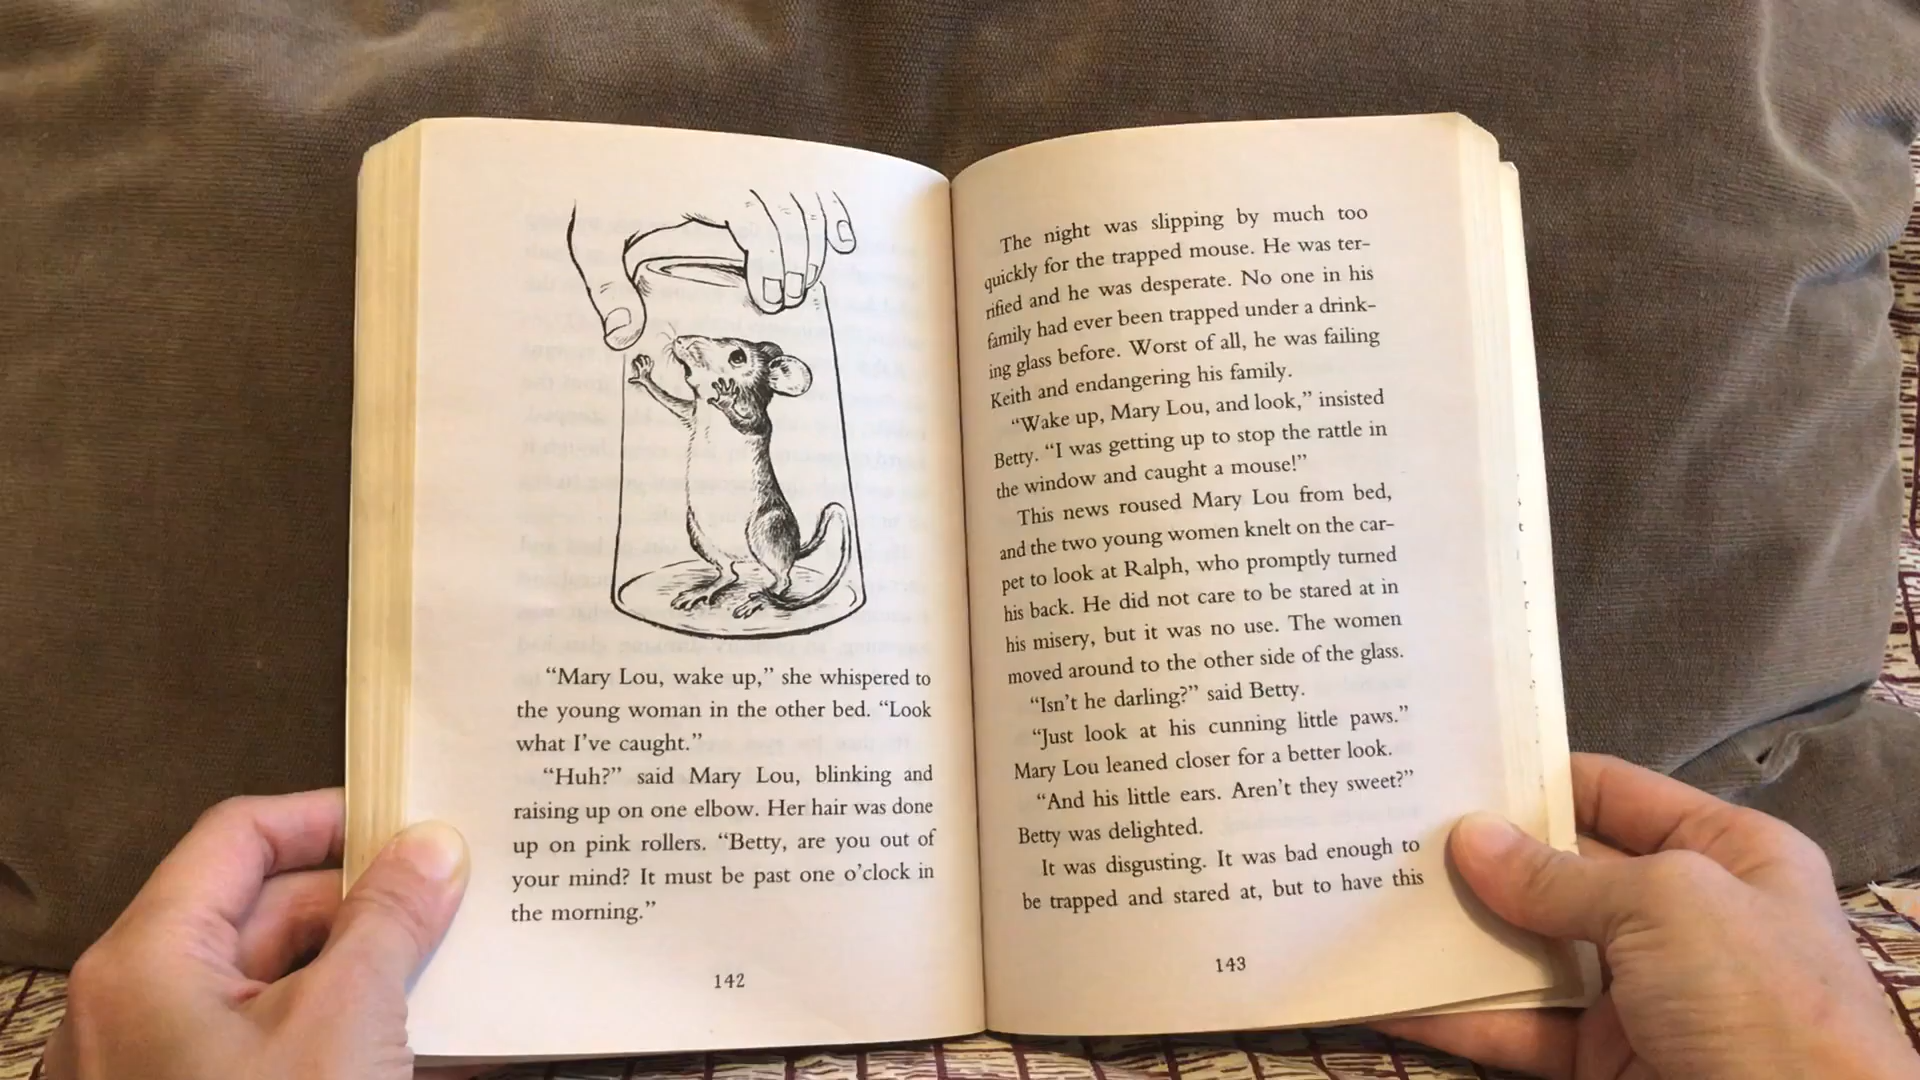 “Mary Lou, wake up,” she whispered to
the young woman in the other bed. “Look
what I’ve caught.”
“Huh?” said Mary Lou, blinking and
raising up on one elbow. Her hair was done
up on pink rollers. “Betty, are you out of
your mind? It must be past one o’clock in
the morning.”
142
The night was slipping by much too
quickly for the trapped mouse. He was ter-
rified and he was desperate. No one in his
family had ever been trapped under a drink-
ing glass before. Worst of all, he was failing
Keith and endangering his family.
“Wake up, Mary Lou, and look,” insisted
Betty. “I was getting up to stop the rattle in
the window and caught a mouse!”
This news roused Mary Lou from bed,
and the two young women knelt on the car-
pet to look at Ralph, who promptly turned
his back. He did not care to be stared at in
his misery, but it was no use. The women
moved around to the other side of the glass.
“Isn’t he darling?” said Betty.
“Just look at his cunning little paws.”
Mary Lou leaned closer for a better look.
“And his little ears. Aren’t they sweet?”
Betty was delighted.
It was disgusting. It was bad enough to
be trapped and stared at, but to have this
143